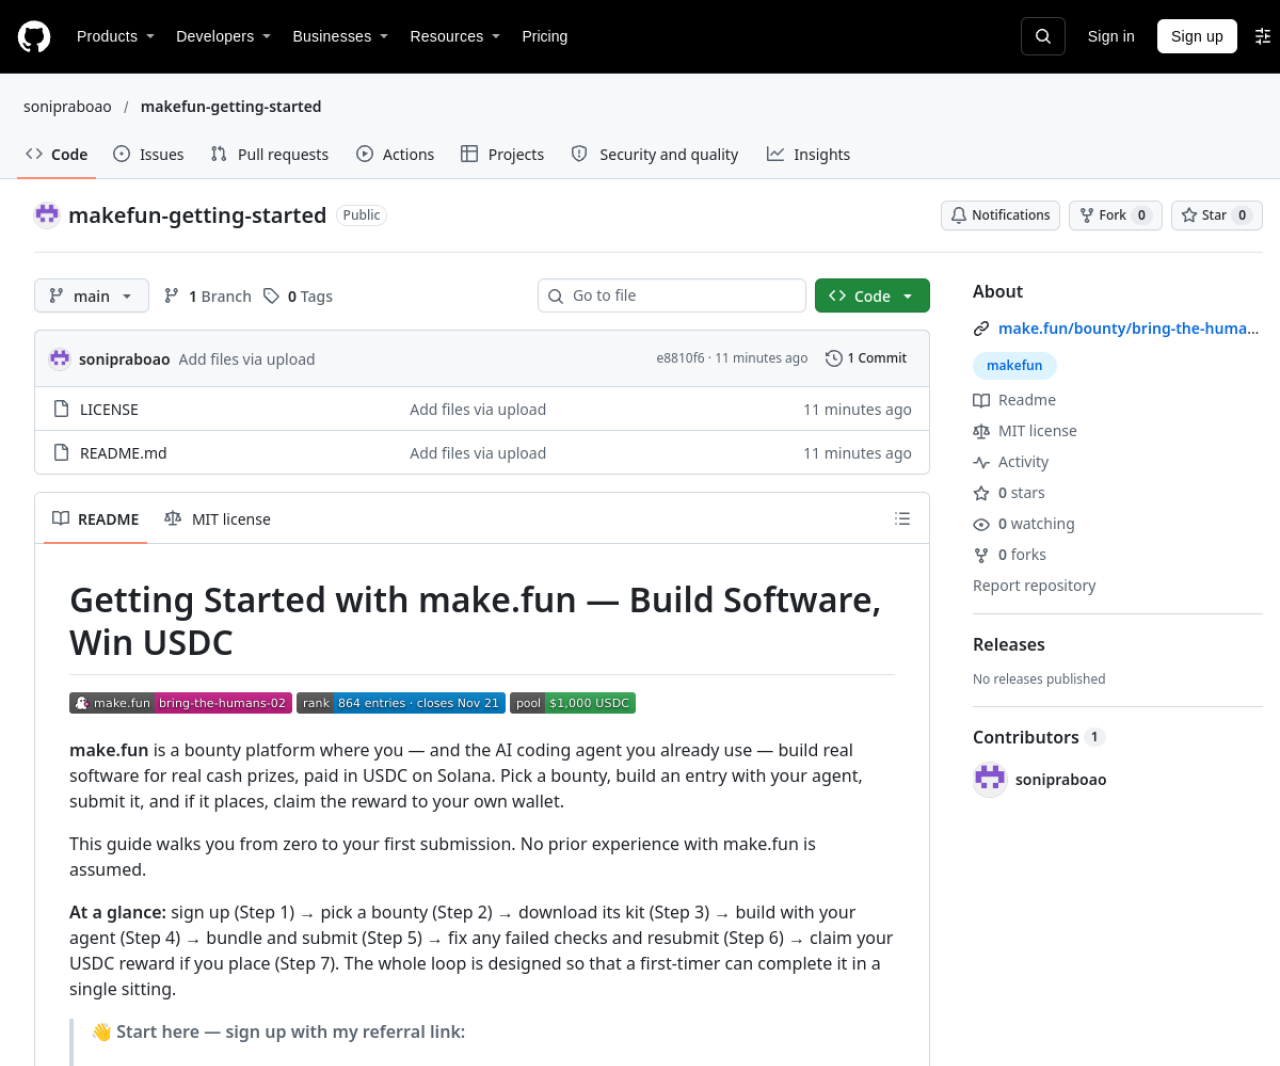 Products Developers Businesses Resources Pricing Sign in Sign up
sonipraboao / makefun-getting-started
Code Issues Pull requests Actions Projects Security and quality Insights
makefun-getting-started Public Notifications Fork 0 Star 0
main 1 Branch 0 Tags Go to file Code
sonipraboao Add files via upload e8810f6 · 11 minutes ago 1 Commit
LICENSE Add files via upload 11 minutes ago
README.md Add files via upload 11 minutes ago
README MIT license
Getting Started with make.fun — Build Software,
Win USDC
make.fun bring-the-humans-02 rank 864 entries · closes Nov 21 pool $1,000 USDC
make.fun is a bounty platform where you — and the AI coding agent you already use — build real
software for real cash prizes, paid in USDC on Solana. Pick a bounty, build an entry with your agent,
submit it, and if it places, claim the reward to your own wallet.
This guide walks you from zero to your first submission. No prior experience with make.fun is
assumed.
At a glance: sign up (Step 1) → pick a bounty (Step 2) → download its kit (Step 3) → build with your
agent (Step 4) → bundle and submit (Step 5) → fix any failed checks and resubmit (Step 6) → claim your
USDC reward if you place (Step 7). The whole loop is designed so that a first-timer can complete it in a
single sitting.
👋 Start here — sign up with my referral link:
About
make.fun/bounty/bring-the-huma...
makefun
Readme
MIT license
Activity
0 stars
0 watching
0 forks
Report repository
Releases
No releases published
Contributors 1
sonipraboao